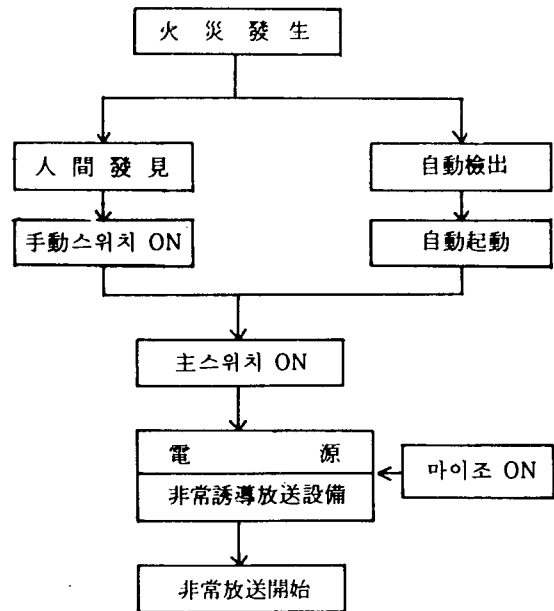 火災發生
人間發見
自動檢出
手動스위치 ON
自動起動
主스위치 ON
電源
마이조 ON
非常誘導放送設備
非常放送開始